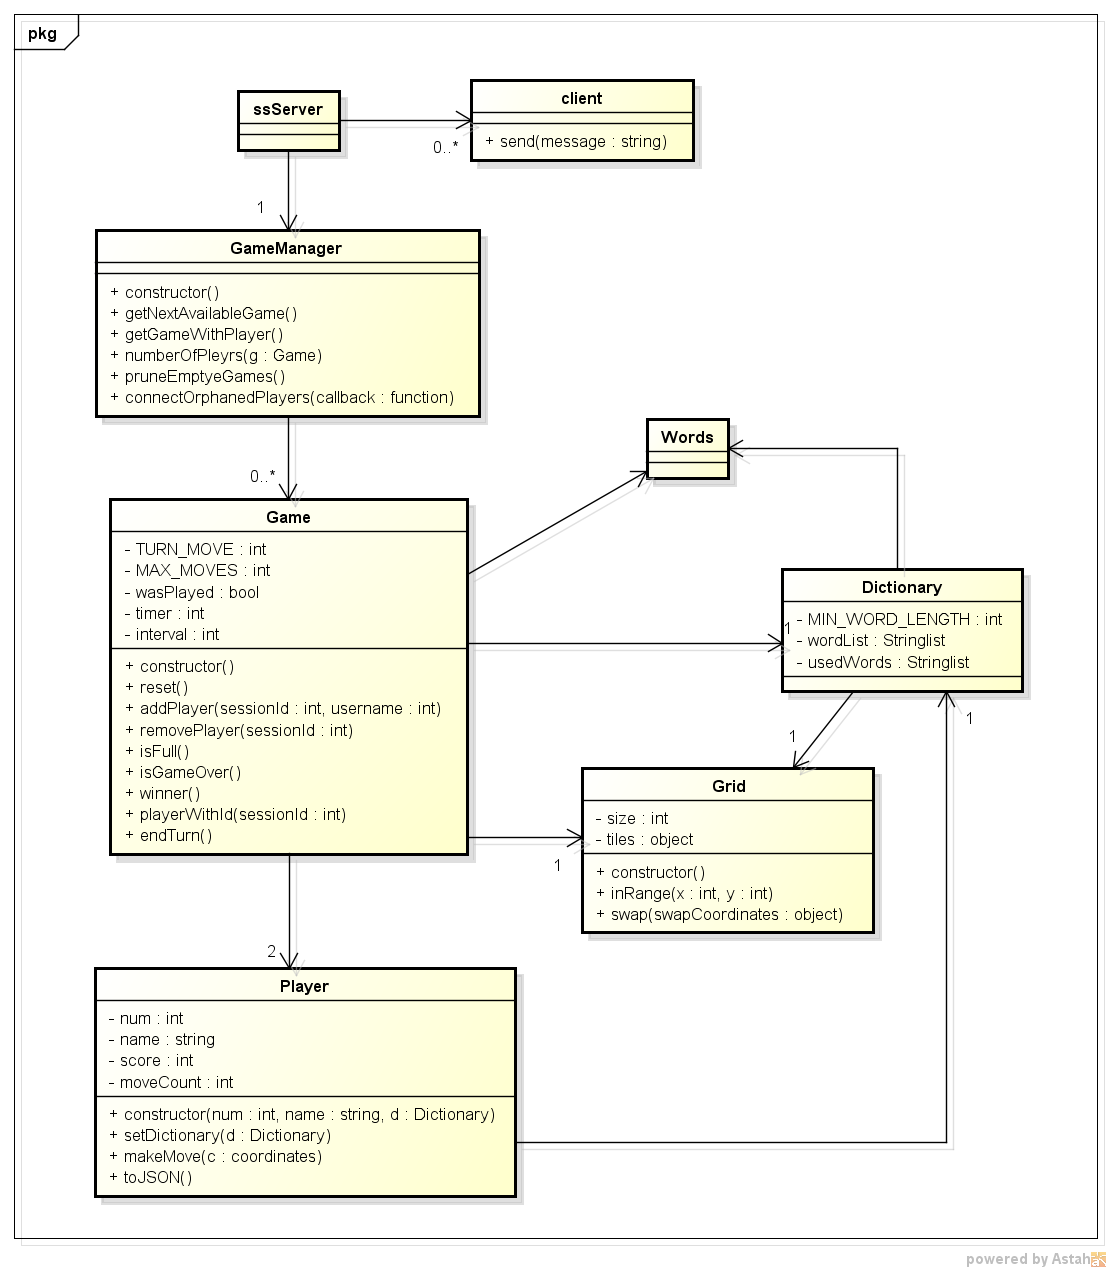 pkg
ssServer
client
+ send(message : string)
0..*
1
GameManager
+ constructor()
+ getNextAvailableGame()
+ getGameWithPlayer()
+ numberOfPleyrs(g : Game)
+ pruneEmptyeGames()
+ connectOrphanedPlayers(callback : function)
0..*
Words
Game
- TURN_MOVE : int
- MAX_MOVES : int
- wasPlayed : bool
- timer : int
- interval : int
+ constructor()
+ reset()
+ addPlayer(sessionId : int, username : int)
+ removePlayer(sessionId : int)
+ isFull()
+ isGameOver()
+ winner()
+ playerWithId(sessionId : int)
+ endTurn()
Dictionary
1
- MIN_WORD_LENGTH : int
- wordList : Stringlist
- usedWords : Stringlist
1
1
Grid
- size : int
- tiles : object
+ constructor()
+ inRange(x : int, y : int)
+ swap(swapCoordinates : object)
1
2
Player
- num : int
- name : string
- score : int
- moveCount : int
+ constructor(num : int, name : string, d : Dictionary)
+ setDictionary(d : Dictionary)
+ makeMove(c : coordinates)
+ toJSON()
powered by Astah